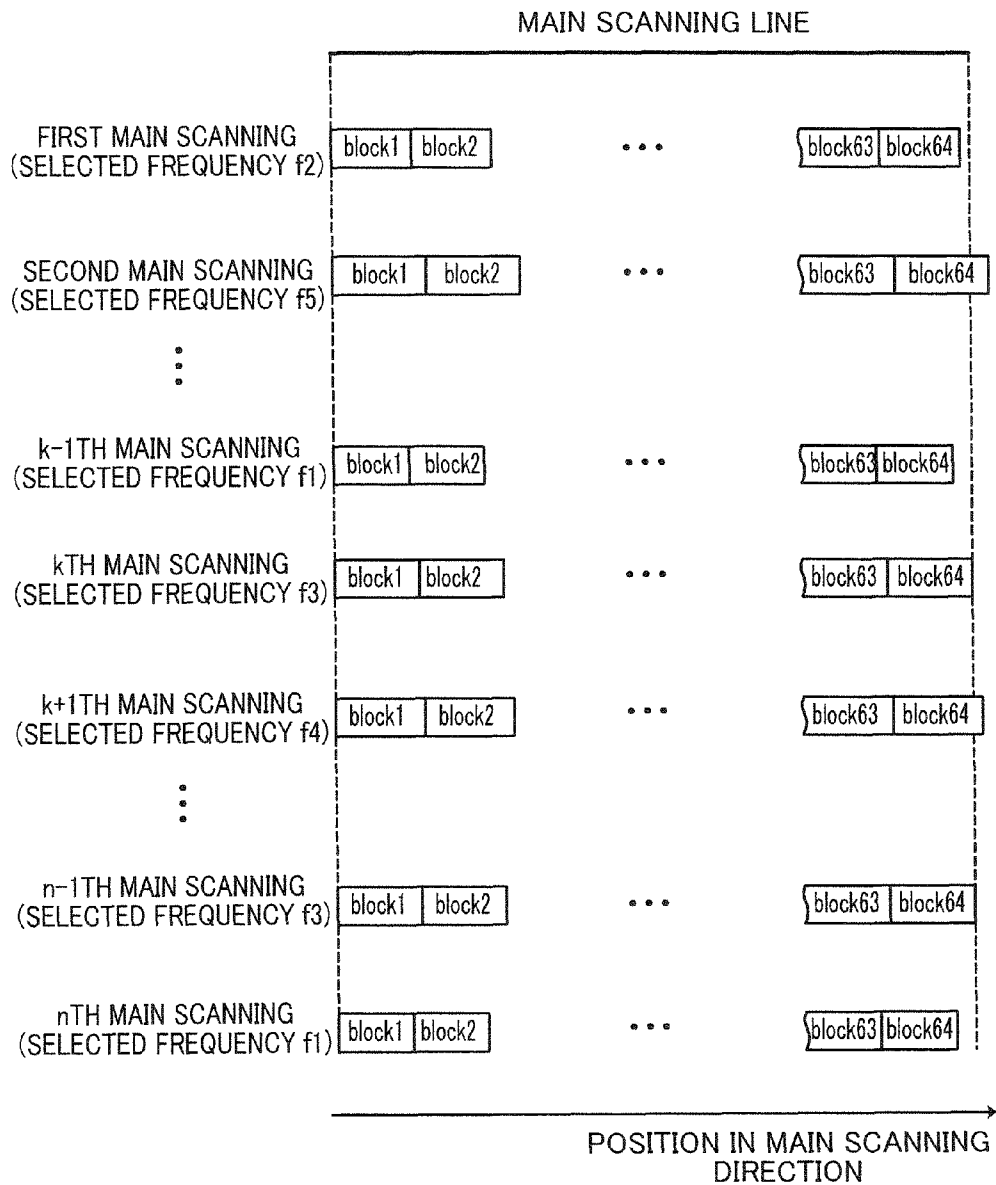 MAIN SCANNING LINE
FIRST MAIN SCANNING
(SELECTED FREQUENCY f2)
block1 block2 ••• block63 block64
SECOND MAIN SCANNING
(SELECTED FREQUENCY f5)
block1 block2 ••• block63 block64
k-1TH MAIN SCANNING
(SELECTED FREQUENCY f1)
block1 block2 ••• block63 block64
kTH MAIN SCANNING
(SELECTED FREQUENCY f3)
block1 block2 ••• block63 block64
k+1TH MAIN SCANNING
(SELECTED FREQUENCY f4)
block1 block2 ••• block63 block64
n-1TH MAIN SCANNING
(SELECTED FREQUENCY f3)
block1 block2 ••• block63 block64
nTH MAIN SCANNING
(SELECTED FREQUENCY f1)
block1 block2 ••• block63 block64
POSITION IN MAIN SCANNING
DIRECTION